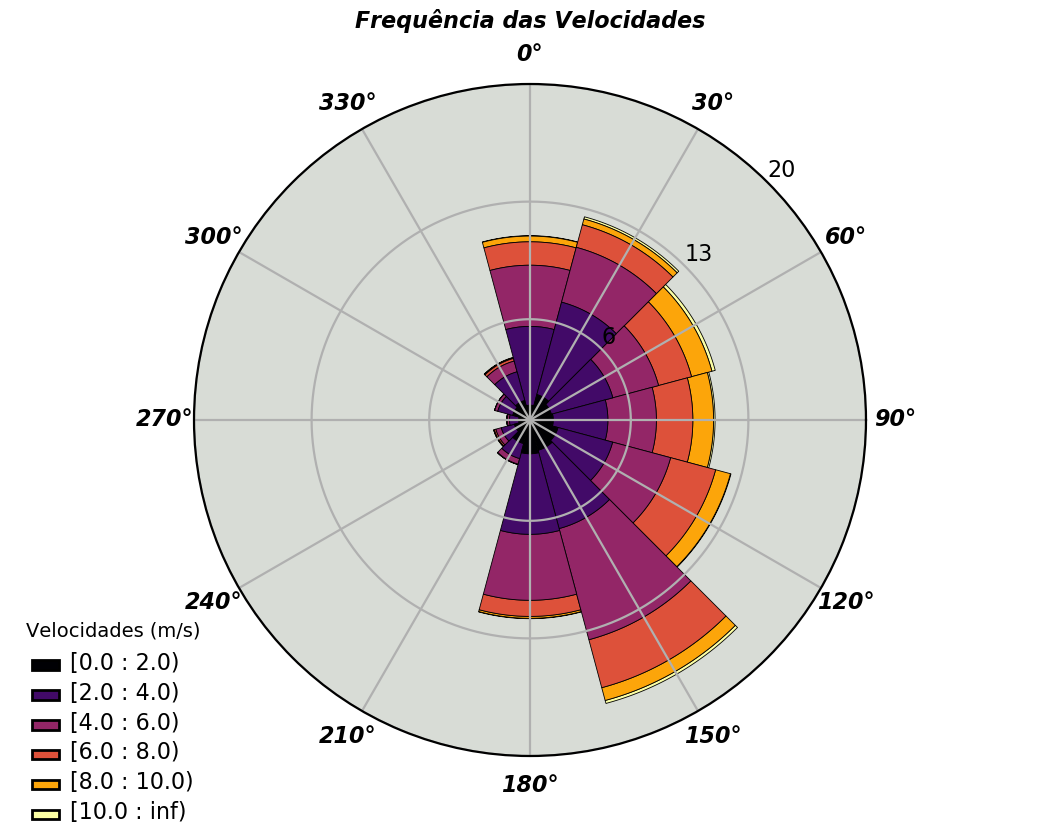 Frequência das Velocidades
0°
330°
30°
20
300°
60°
13
6
270°
90°
240°
120°
210°
150°
180°
Velocidades (m/s)
[0.0 : 2.0)
[2.0 : 4.0)
[4.0 : 6.0)
[6.0 : 8.0)
[8.0 : 10.0)
[10.0 : inf)